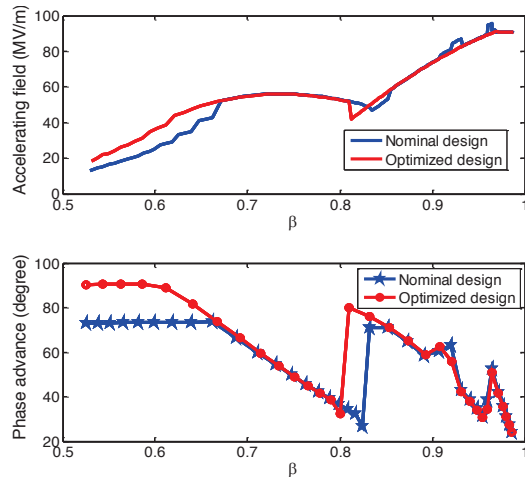 100
80
60
40
20
0
Accelerating field (MV/m)
Nominal design
Optimized design
0.5 0.6 0.7 0.8 0.9 1
β
100
80
60
40
20
Phase advance (degree)
Nominal design
Optimized design
0.5 0.6 0.7 0.8 0.9 1
β